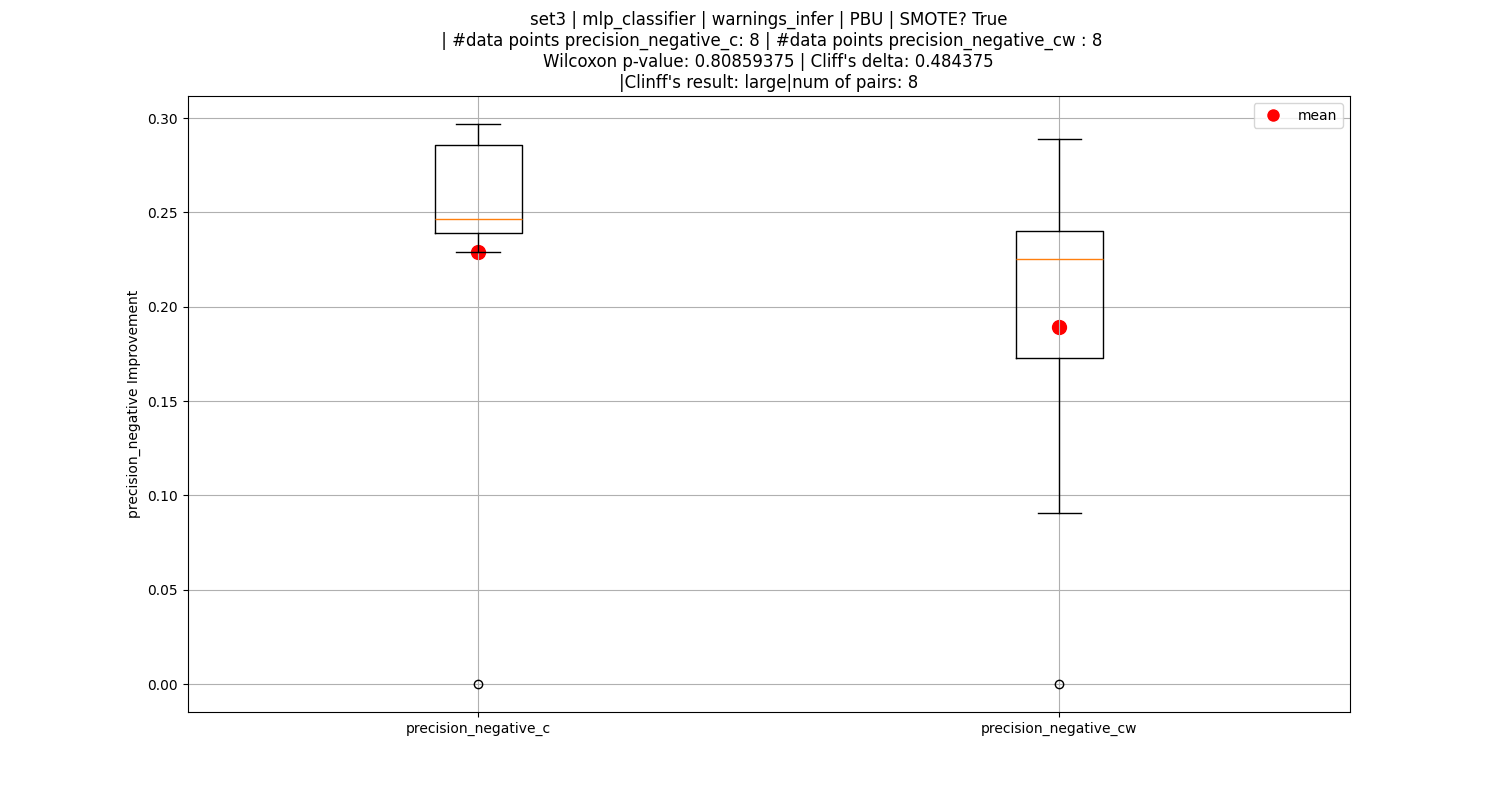 set3 | mlp_classifier | warnings_infer | PBU | SMOTE? True
| #data points precision_negative_c: 8 | #data points precision_negative_cw : 8
Wilcoxon p-value: 0.80859375 | Cliff's delta: 0.484375
|Clinff's result: large|num of pairs: 8
mean
precision_negative Improvement
0.30
0.25
0.20
0.15
0.10
0.05
0.00
precision_negative_c
precision_negative_cw